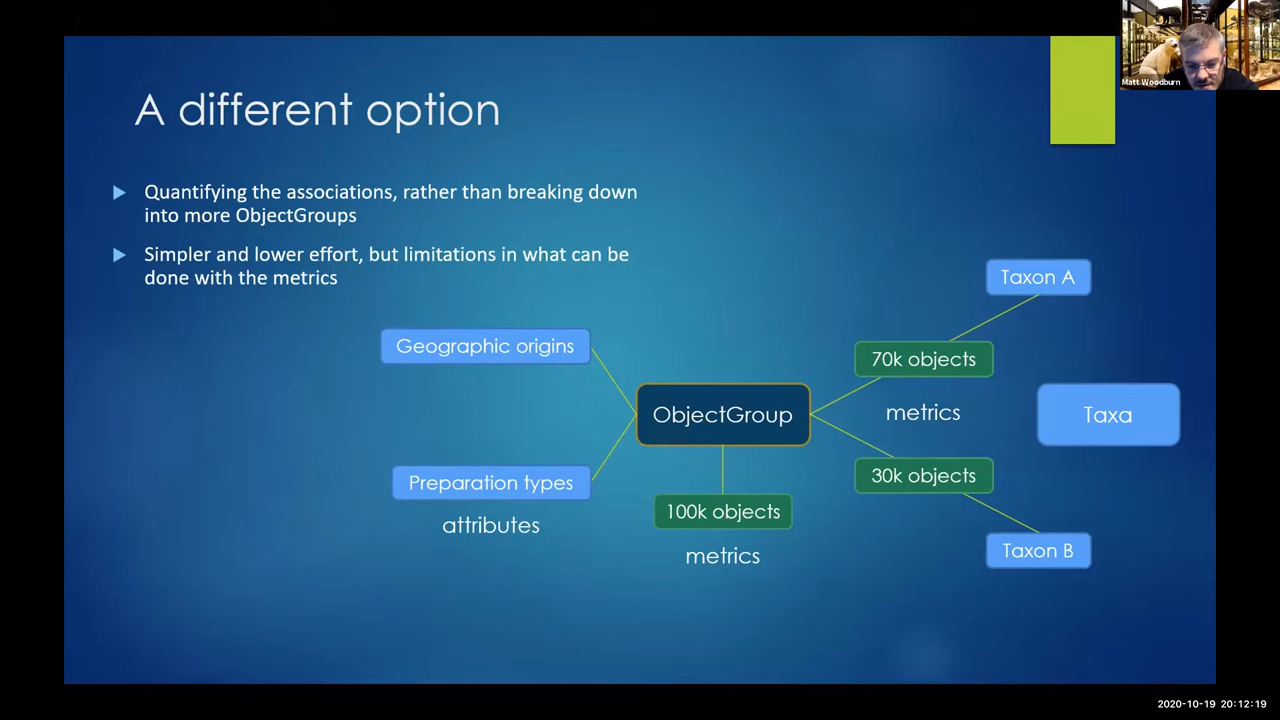 Matt Woodburn
A different option
Quantifying the associations, rather than breaking down
into more ObjectGroups
Simpler and lower effort, but limitations in what can be
done with the metrics
Taxon A
Geographic origins
70k objects
ObjectGroup
metrics
Taxa
Preparation types
30k objects
attributes
100k objects
metrics
Taxon B
2020-10-19 20:12:19